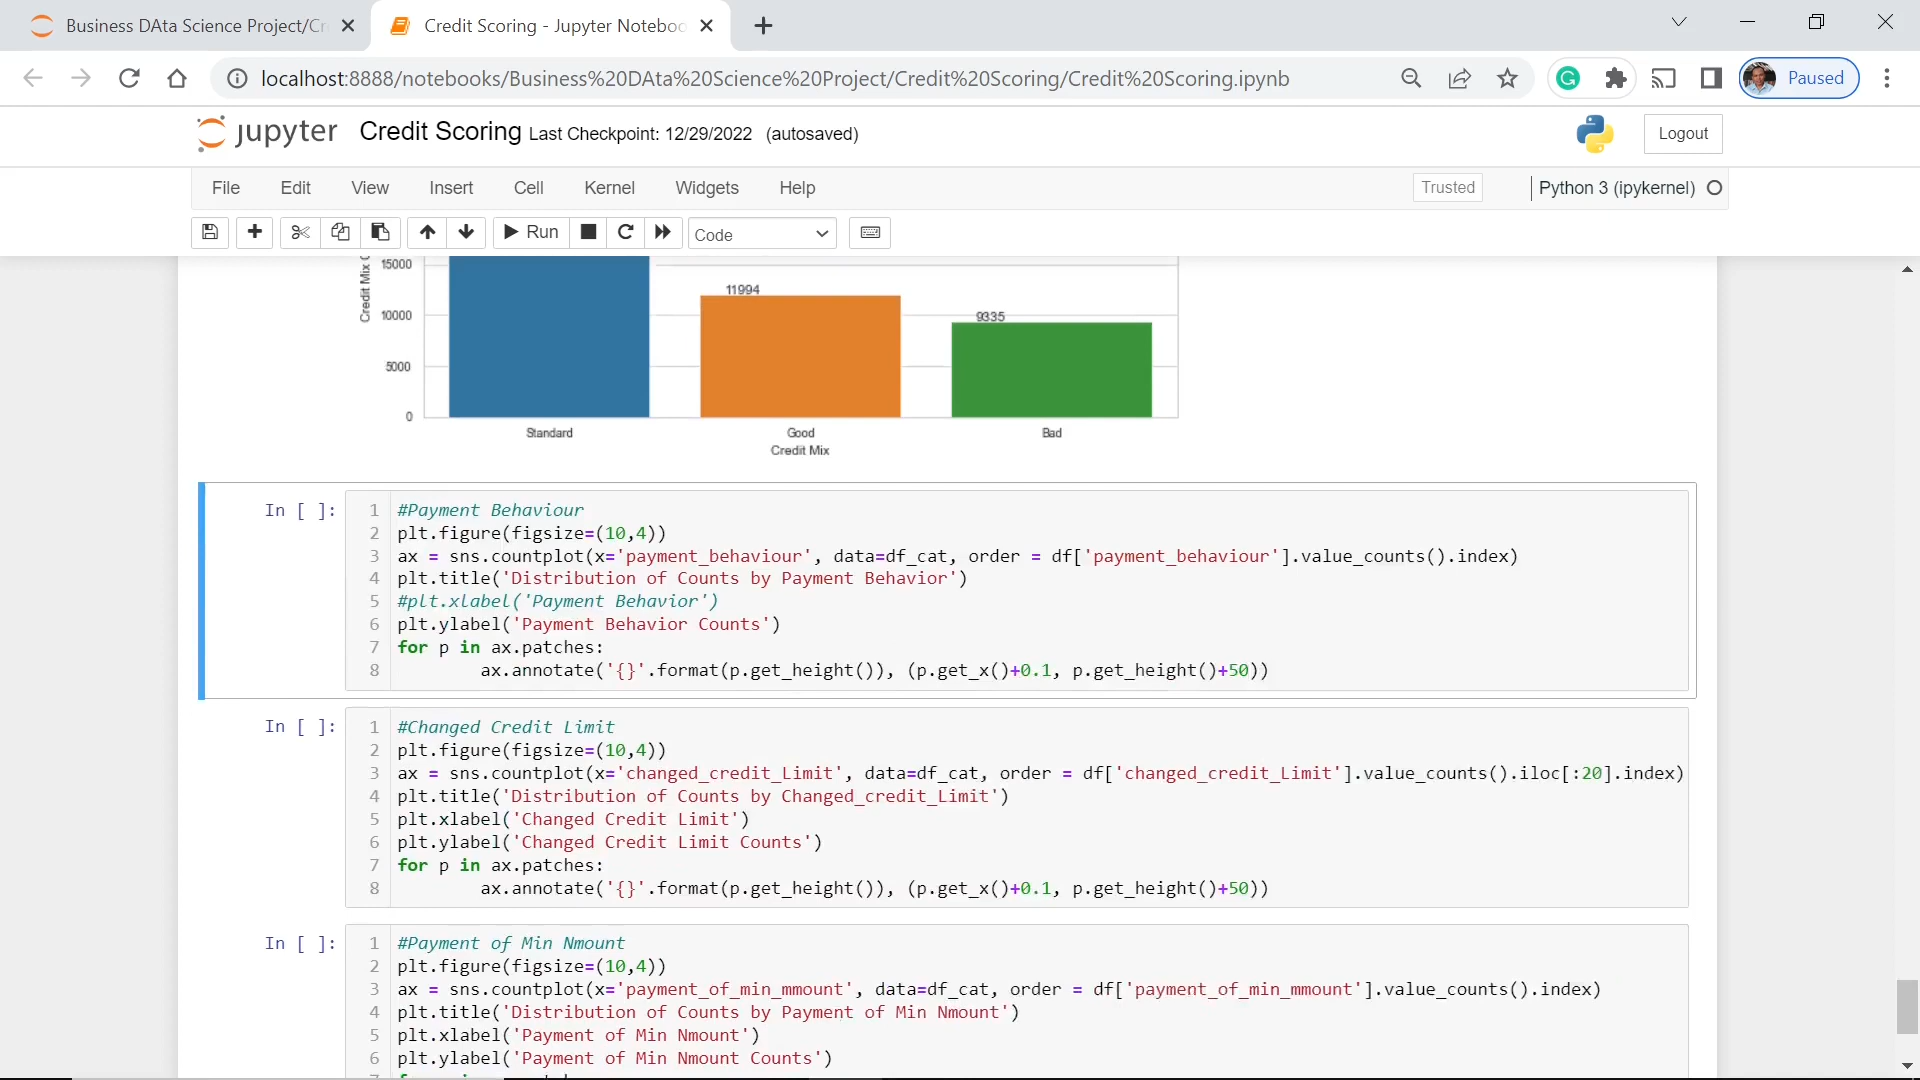 Business DAta Science Project/Cr
Credit Scoring - Jupyter Noteboo
localhost:8888/notebooks/Business%20DAta%20Science%20Project/Credit%20Scoring/Credit%20Scoring.ipynb
Paused
jupyter Credit Scoring Last Checkpoint: 12/29/2022 (autosaved)
Logout
File Edit View Insert Cell Kernel Widgets Help
Trusted
Python 3 (ipykernel)
Run
Code
Credit Mix C
15000
10000
5000
0
11994
9335
Standard
Good
Bad
Credit Mix
In [ ]:
1 #Payment Behaviour
2 plt.figure(figsize=(10,4))
3 ax = sns.countplot(x='payment_behaviour', data=df_cat, order = df['payment_behaviour'].value_counts().index)
4 plt.title('Distribution of Counts by Payment Behavior')
5 #plt.xlabel('Payment Behavior')
6 plt.ylabel('Payment Behavior Counts')
7 for p in ax.patches:
8 ax.annotate('{}'.format(p.get_height()), (p.get_x()+0.1, p.get_height()+50))
In [ ]:
1 #Changed Credit Limit
2 plt.figure(figsize=(10,4))
3 ax = sns.countplot(x='changed_credit_Limit', data=df_cat, order = df['changed_credit_Limit'].value_counts().iloc[:20].index)
4 plt.title('Distribution of Counts by Changed_credit_Limit')
5 plt.xlabel('Changed Credit Limit')
6 plt.ylabel('Changed Credit Limit Counts')
7 for p in ax.patches:
8 ax.annotate('{}'.format(p.get_height()), (p.get_x()+0.1, p.get_height()+50))
In [ ]:
1 #Payment of Min Nmount
2 plt.figure(figsize=(10,4))
3 ax = sns.countplot(x='payment_of_min_mmount', data=df_cat, order = df['payment_of_min_mmount'].value_counts().index)
4 plt.title('Distribution of Counts by Payment of Min Nmount')
5 plt.xlabel('Payment of Min Nmount')
6 plt.ylabel('Payment of Min Nmount Counts')